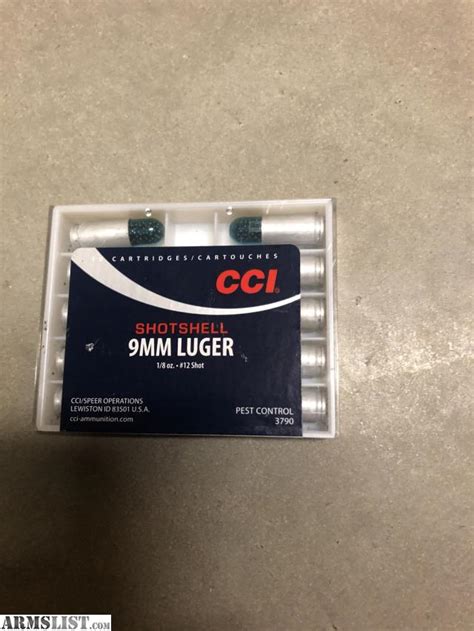 10 CARTRIDGES/CARTOUCHES
CCI
SHOTSHELL
9MM LUGER
1/8 oz. • #12 Shot
CCI/SPEER OPERATIONS
LEWISTON ID 83501 U.S.A.
cci-ammunition.com
PEST CONTROL
3790
ARMSLIST.com